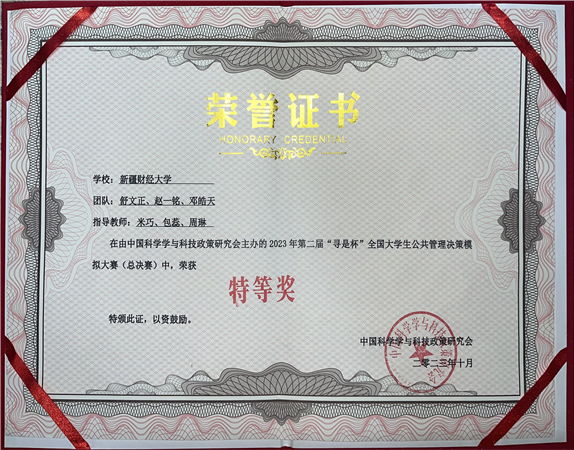 荣誉证书
HONORARY CREDENTIAL
学校：新疆财经大学
团队：舒文正、赵一铭、邓皓天
指导教师：米巧、包蕊、周琳
在由中国科学学与科技政策研究会主办的2023年第二届“寻是杯”全国大学生公共管理决策模
拟大赛（总决赛）中，荣获
特等奖
特颁此证，以资鼓励。
中国科学学与科技政策研究会
二〇二三年十月